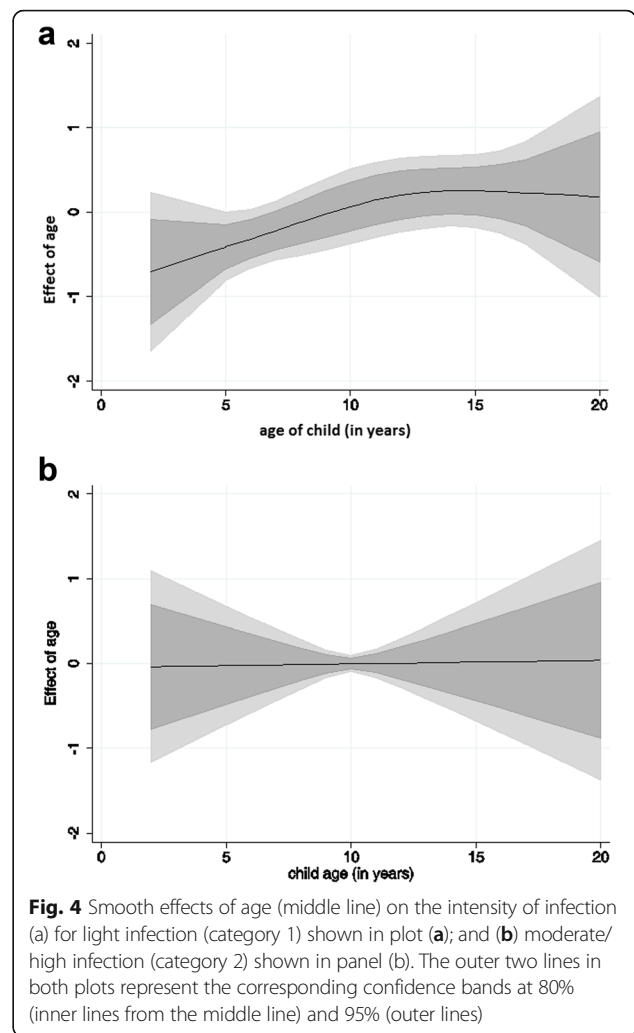 a
2
1
0
-1
-2
Effect of age
0 5 10 15 20
age of child (in years)
b
2
1
0
-1
-2
Effect of age
0 5 10 15 20
child age (in years)
Fig. 4 Smooth effects of age (middle line) on the intensity of infection
(a) for light infection (category 1) shown in plot (a); and (b) moderate/
high infection (category 2) shown in panel (b). The outer two lines in
both plots represent the corresponding confidence bands at 80%
(inner lines from the middle line) and 95% (outer lines)